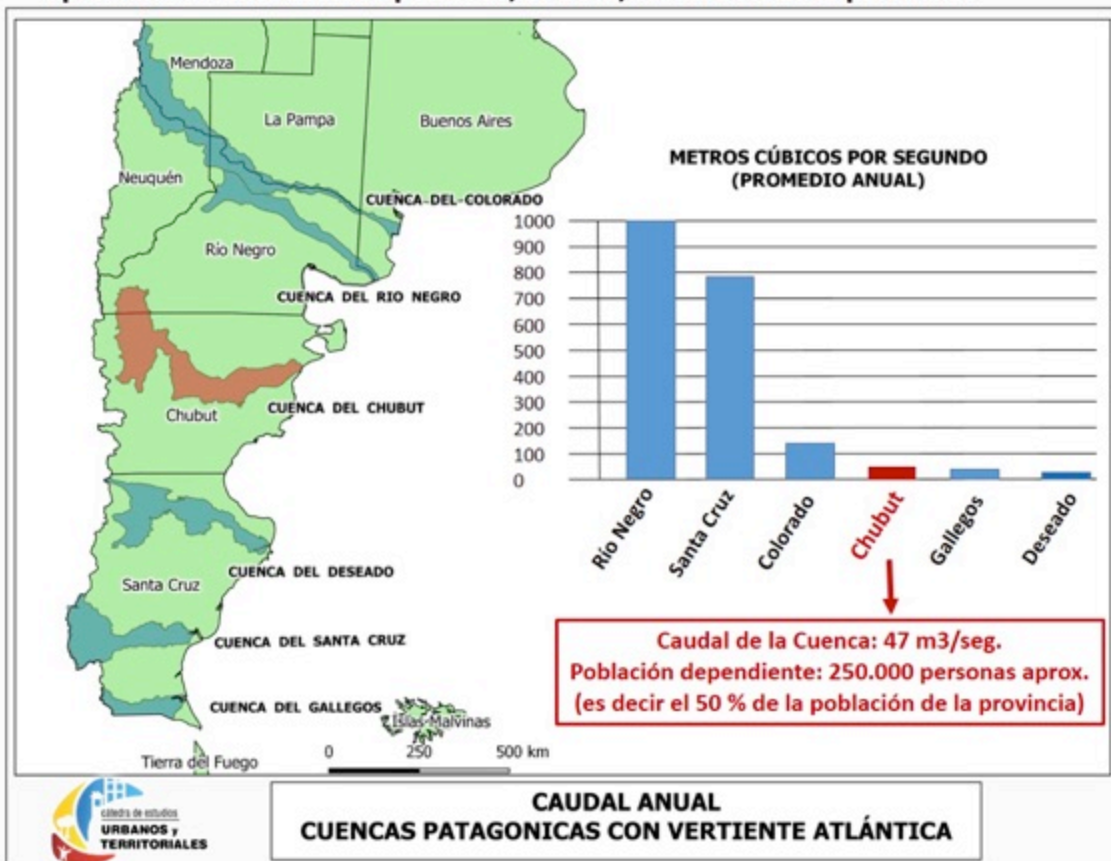 Mendoza
La Pampa
Buenos Aires
Neuquén
CUENCA DEL COLORADO
Río Negro
CUENCA DEL RIO NEGRO
CUENCA DEL CHUBUT
Chubut
CUENCA DEL DESEADO
Santa Cruz
CUENCA DEL SANTA CRUZ
CUENCA DEL GALLEGOS
Islas Malvinas
Tierra del Fuego
0 250 500 km
METROS CÚBICOS POR SEGUNDO
(PROMEDIO ANUAL)
1000
900
800
700
600
500
400
300
200
100
0
Río Negro
Santa Cruz
Colorado
Chubut
Gallegos
Deseado
Caudal de la Cuenca: 47 m3/seg.
Población dependiente: 250.000 personas aprox.
(es decir el 50 % de la población de la provincia)
cátedra de estudios
URBANOS y
TERRITORIALES
CAUDAL ANUAL
CUENCAS PATAGONICAS CON VERTIENTE ATLÁNTICA